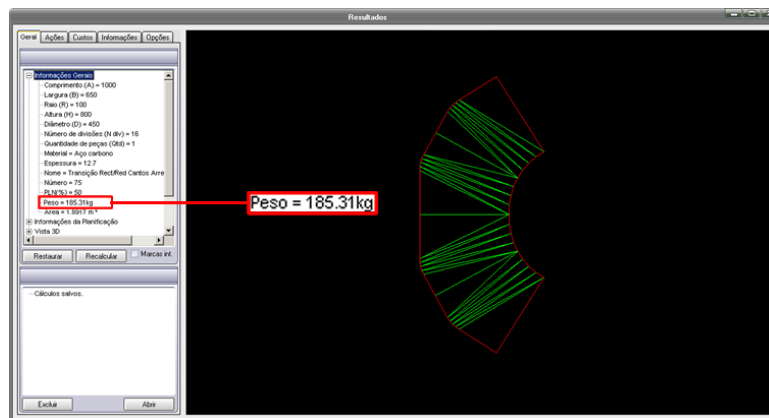 Resultados
Geral Ações Custos Informações Opções
Informações Gerais
Comprimento (A) = 1000
Largura (B) = 650
Raio (R) = 100
Altura (H) = 800
Diâmetro (D) = 450
Número de divisões (N div) = 16
Quantidade de peças (Qtd) = 1
Material = Aço carbono
Espessura = 12.7
Nome = Transição Rect/Red Cantos Arre
Número = 75
PLN(%) = 50
Peso = 185.31kg
Peso = 185.31kg
Área = 1.8917 m²
Informações da Planificação
Vista 3D
Restaurar Recalcular Marcas int.
Cálculos salvos.
Excluir Abrir